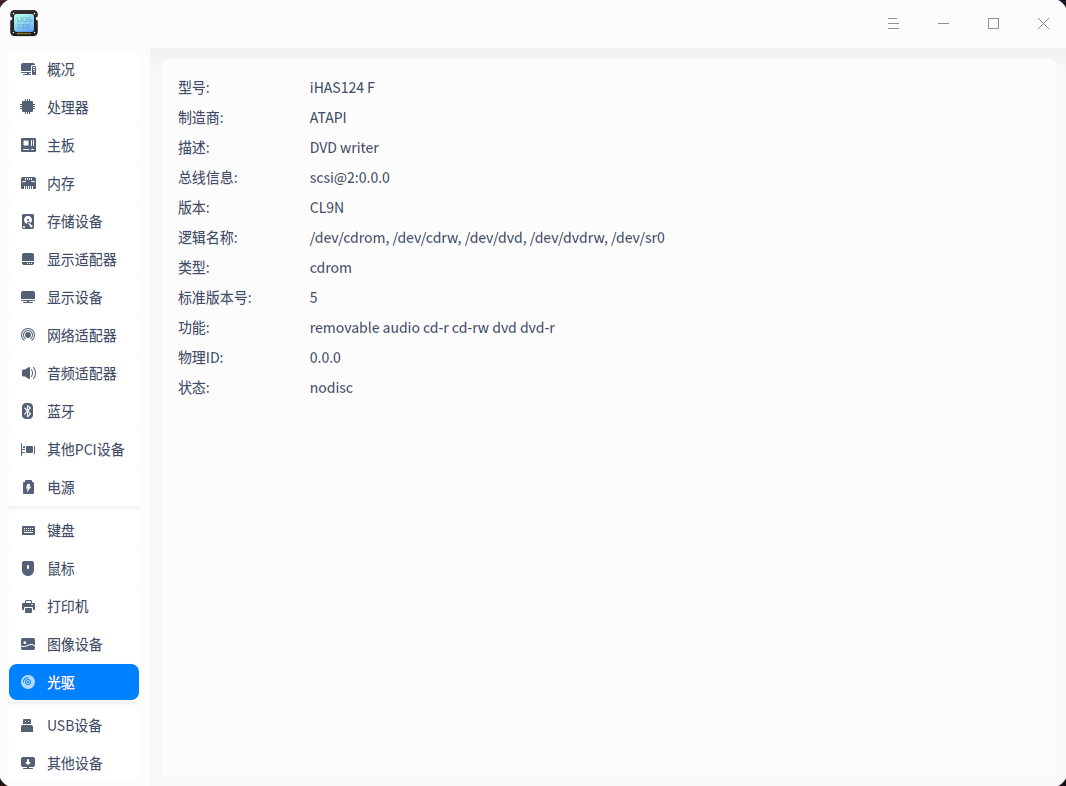 概况
处理器
主板
内存
存储设备
显示适配器
显示设备
网络适配器
音频适配器
蓝牙
其他PCI设备
电源
键盘
鼠标
打印机
图像设备
光驱
USB设备
其他设备
型号: iHAS124 F
制造商: ATAPI
描述: DVD writer
总线信息: scsi@2:0.0.0
版本: CL9N
逻辑名称: /dev/cdrom, /dev/cdrw, /dev/dvd, /dev/dvdrw, /dev/sr0
类型: cdrom
标准版本号: 5
功能: removable audio cd-r cd-rw dvd dvd-r
物理ID: 0.0.0
状态: nodisc